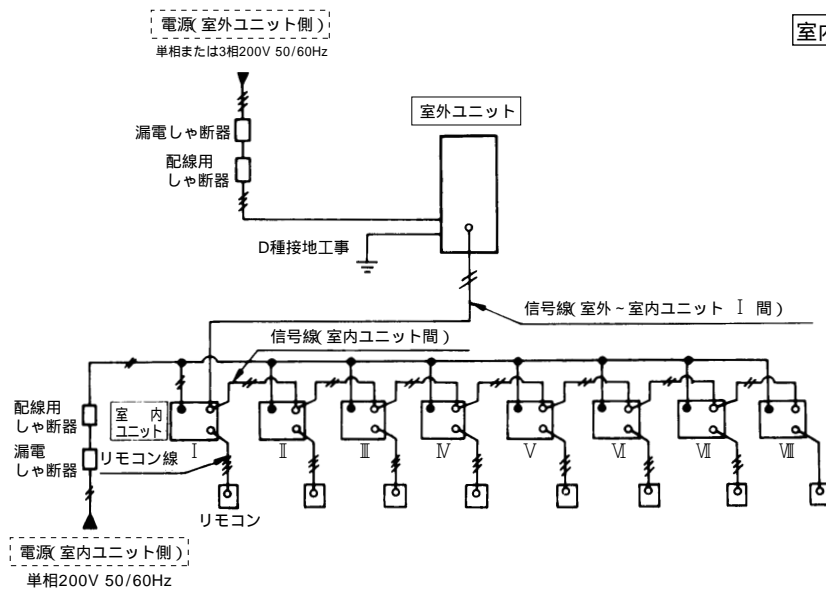 電源(室外ユニット側)
単相または3相200V 50/60Hz
室内
室外ユニット
漏電しゃ断器
配線用
しゃ断器
D種接地工事
信号線(室外~室内ユニット Ⅰ 間)
信号線(室内ユニット間)
配線用
しゃ断器
室 内
ユニット
漏電
しゃ断器
リモコン線
Ⅰ Ⅱ Ⅲ Ⅳ Ⅴ Ⅵ Ⅶ Ⅷ
リモコン
電源(室内ユニット側)
単相200V 50/60Hz